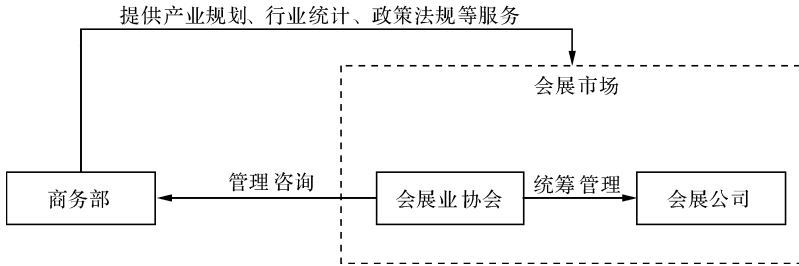 提供产业规划、行业统计、政策法规等服务
会展市场
商务部
管理咨询
会展业协会
统筹管理
会展公司